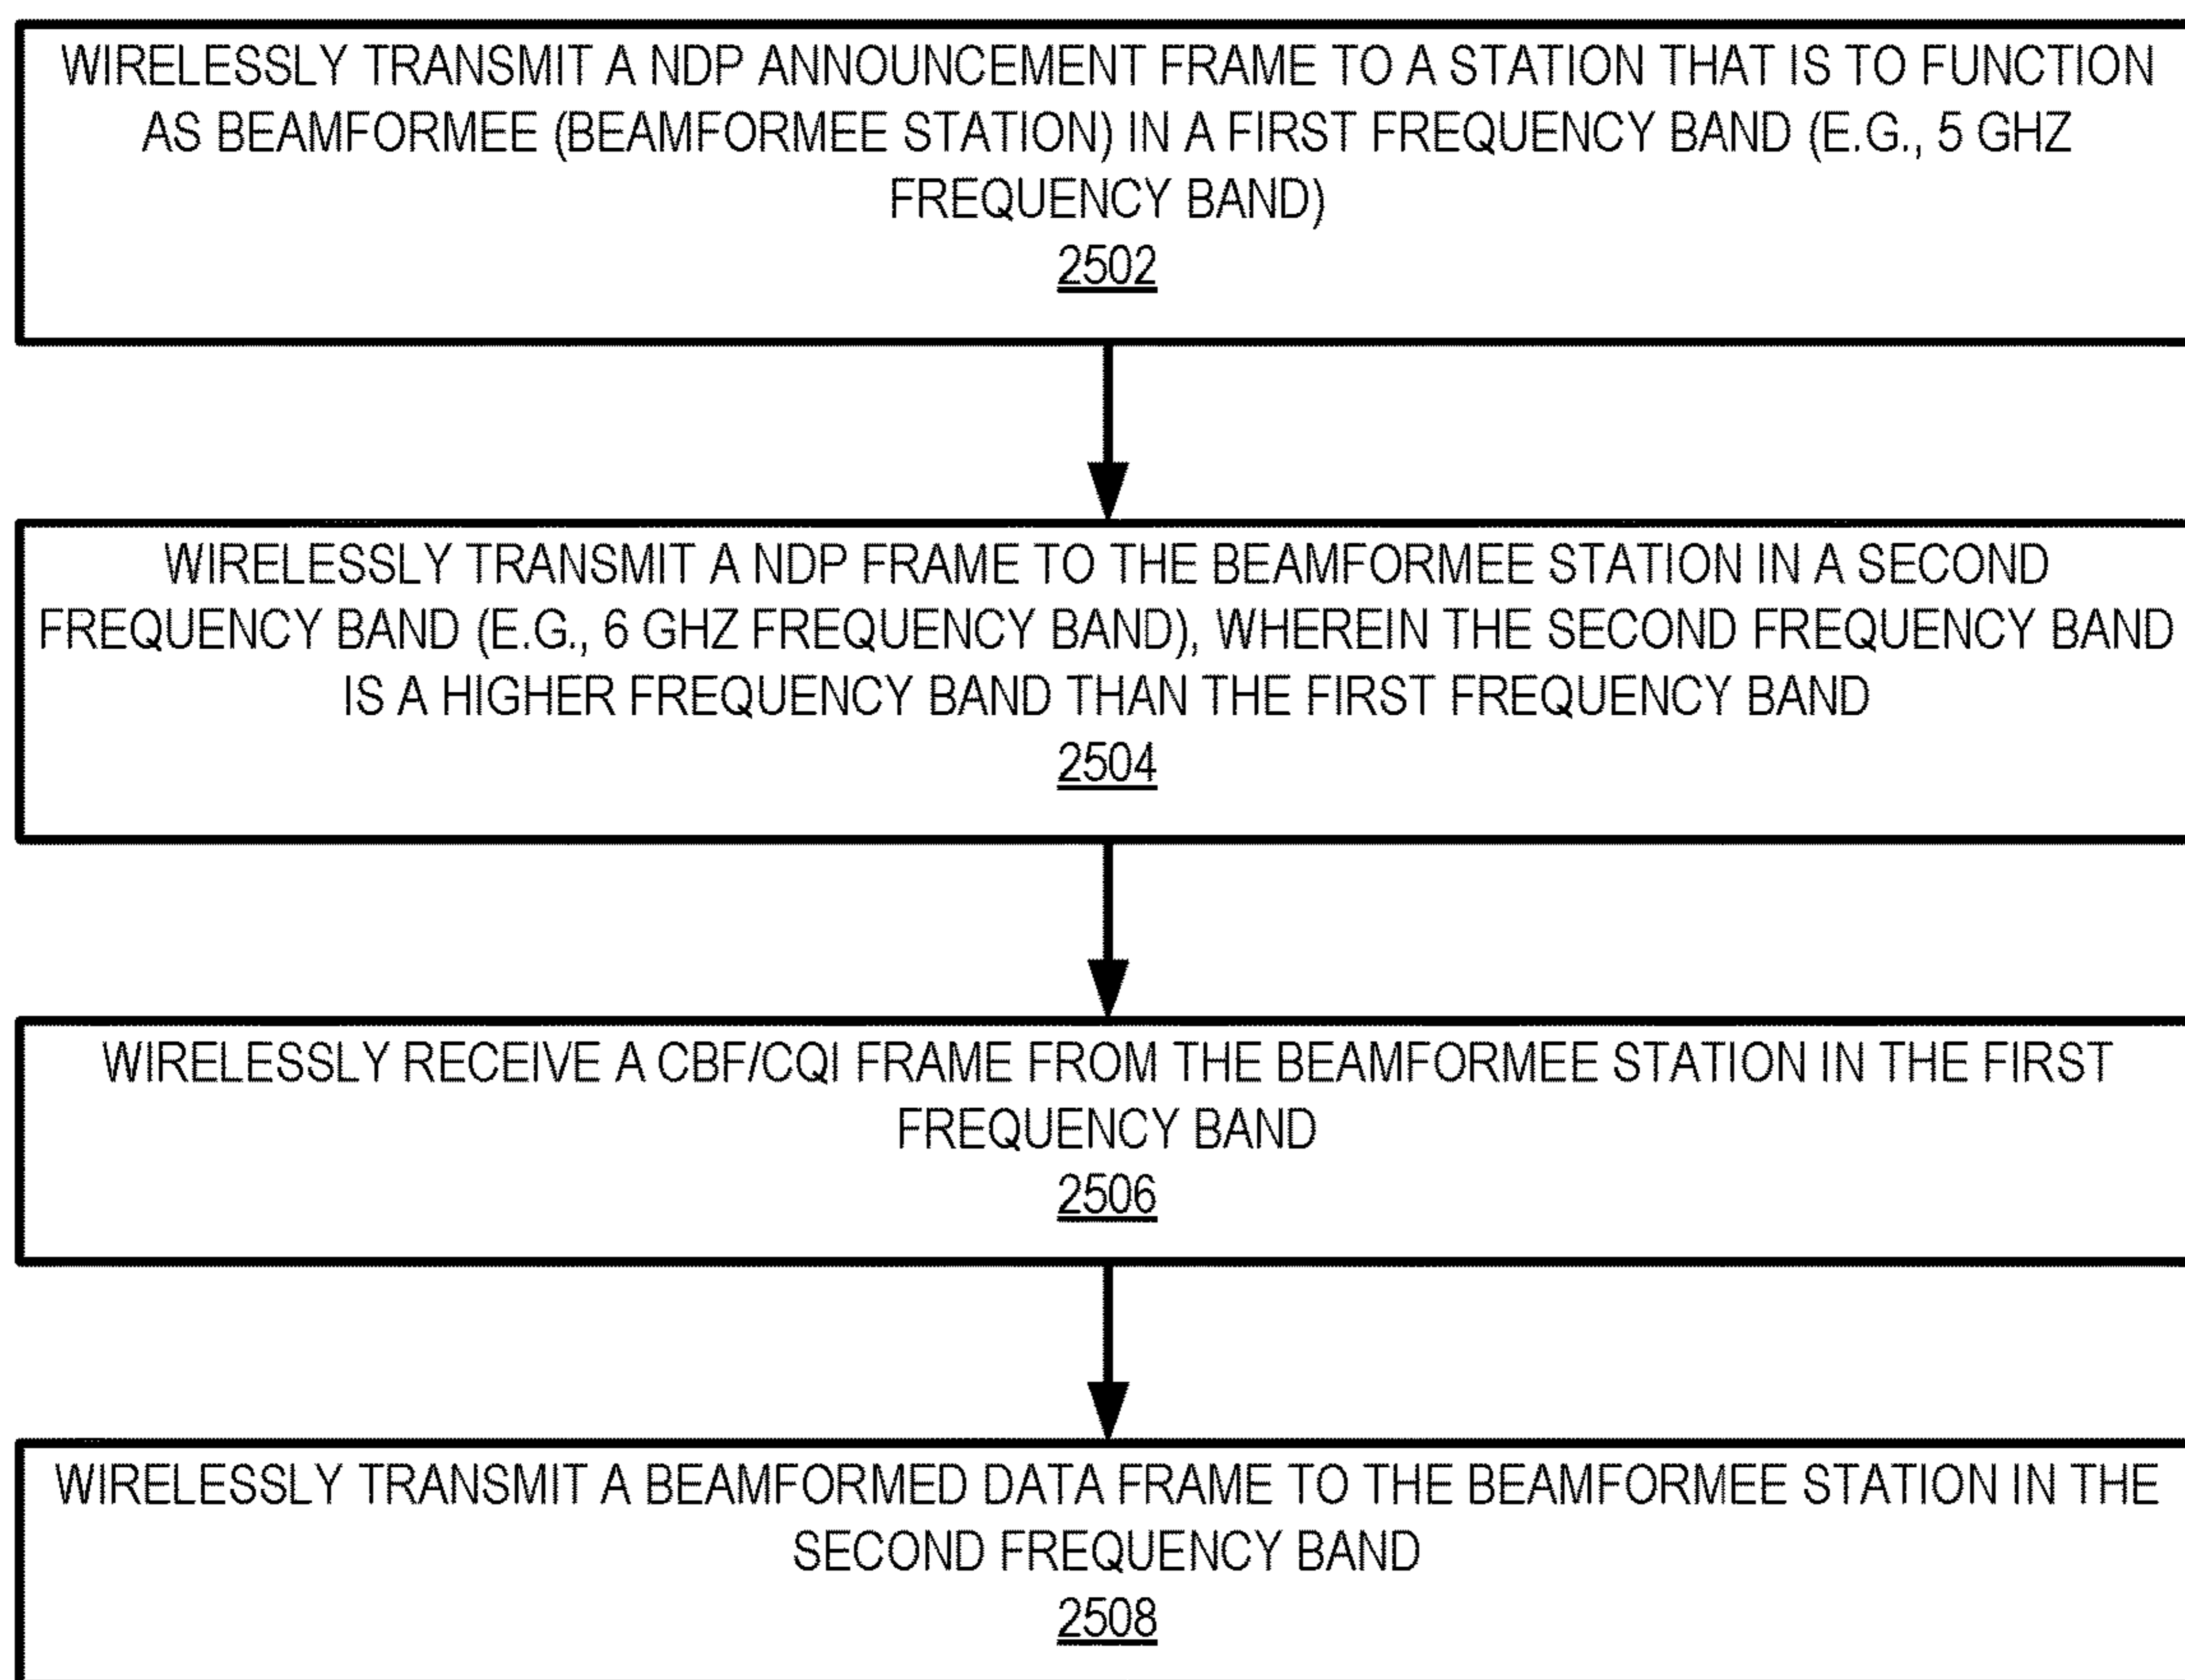 WIRELESSLY TRANSMIT A NDP ANNOUNCEMENT FRAME TO A STATION THAT IS TO FUNCTION
AS BEAMFORMEE (BEAMFORMEE STATION) IN A FIRST FREQUENCY BAND (E.G., 5 GHZ
FREQUENCY BAND)
2502
WIRELESSLY TRANSMIT A NDP FRAME TO THE BEAMFORMEE STATION IN A SECOND
FREQUENCY BAND (E.G., 6 GHZ FREQUENCY BAND), WHEREIN THE SECOND FREQUENCY BAND
IS A HIGHER FREQUENCY BAND THAN THE FIRST FREQUENCY BAND
2504
WIRELESSLY RECEIVE A CBF/CQI FRAME FROM THE BEAMFORMEE STATION IN THE FIRST
FREQUENCY BAND
2506
WIRELESSLY TRANSMIT A BEAMFORMED DATA FRAME TO THE BEAMFORMEE STATION IN THE
SECOND FREQUENCY BAND
2508